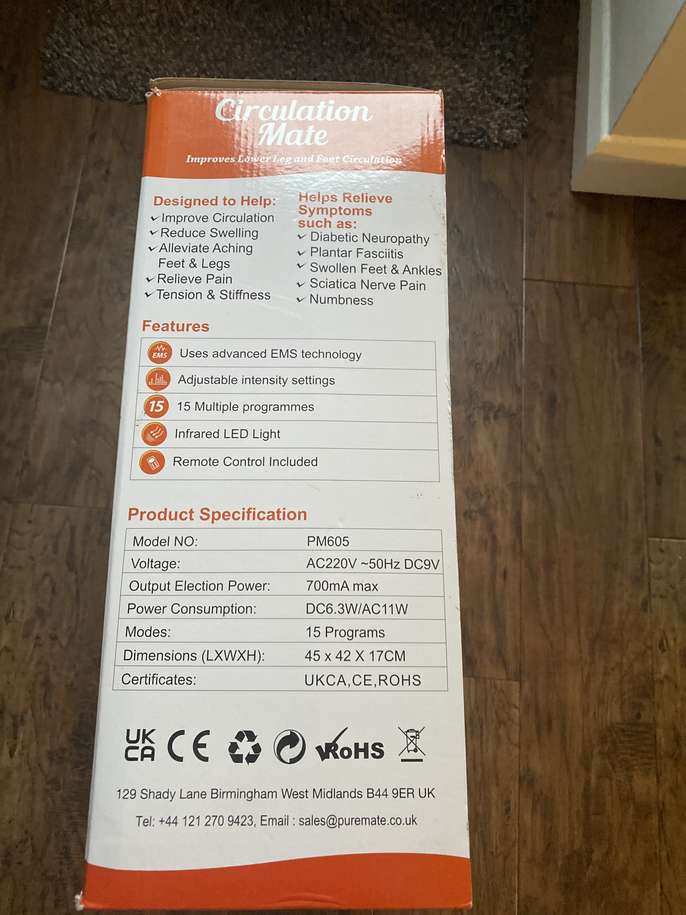 Circulation
Mate
Improves Lower Leg and Foot Circulation
Designed to Help:
Improve Circulation
Reduce Swelling
Alleviate Aching
Feet & Legs
Relieve Pain
Tension & Stiffness
Helps Relieve
Symptoms
such as:
Diabetic Neuropathy
Plantar Fasciitis
Swollen Feet & Ankles
Sciatica Nerve Pain
Numbness
Features
EMS Uses advanced EMS technology
Adjustable intensity settings
15 15 Multiple programmes
Infrared LED Light
Remote Control Included
Product Specification
Model NO: PM605
Voltage: AC220V ~50Hz DC9V
Output Election Power: 700mA max
Power Consumption: DC6.3W/AC11W
Modes: 15 Programs
Dimensions (LXWXH): 45 x 42 X 17CM
Certificates: UKCA,CE,ROHS
UK
CA CE RoHS
129 Shady Lane Birmingham West Midlands B44 9ER UK
Tel: +44 121 270 9423, Email : sales@puremate.co.uk